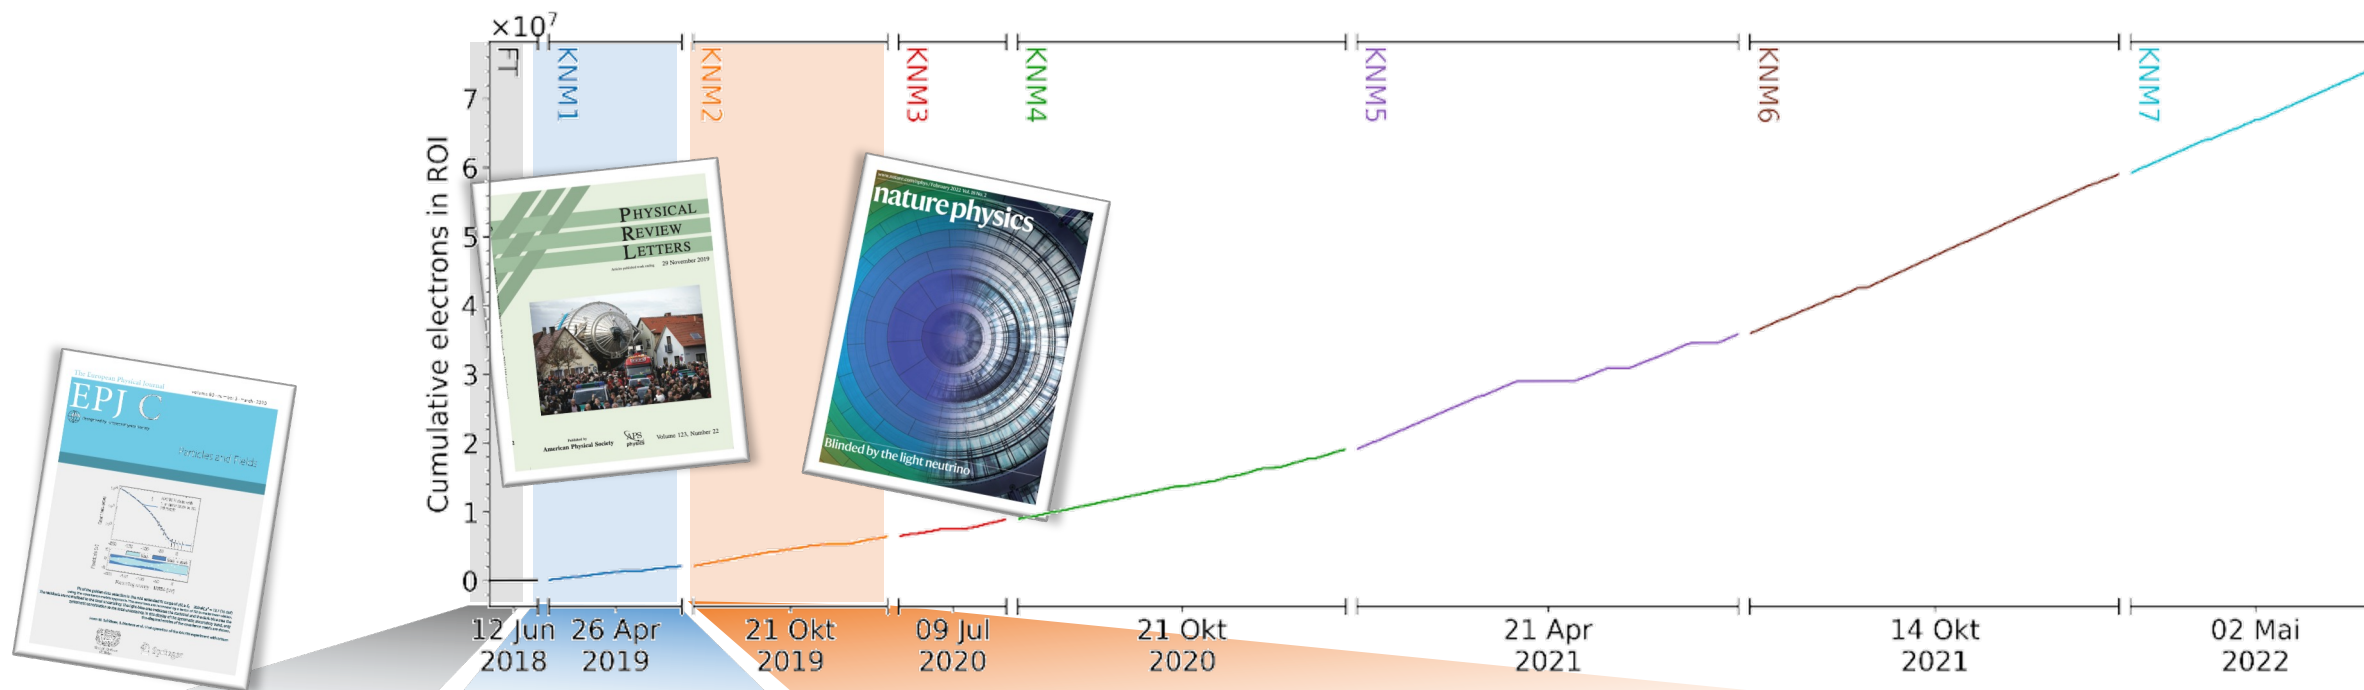 ×10⁷
FT
KNM1
KNM2
KNM3
KNM4
KNM5
KNM6
KNM7
Cumulative electrons in ROI
7
6
5
4
3
2
1
0
12 Jun
2018
26 Apr
2019
21 Okt
2019
09 Jul
2020
21 Okt
2020
21 Apr
2021
14 Okt
2021
02 Mai
2022
The European Physical Journal
EPJ C
Particles and Fields
Springer
PHYSICAL
REVIEW
LETTERS
29 November 2019
Published by
American Physical Society
APS
physics
Volume 123, Number 22
nature physics
Blinded by the light neutrino